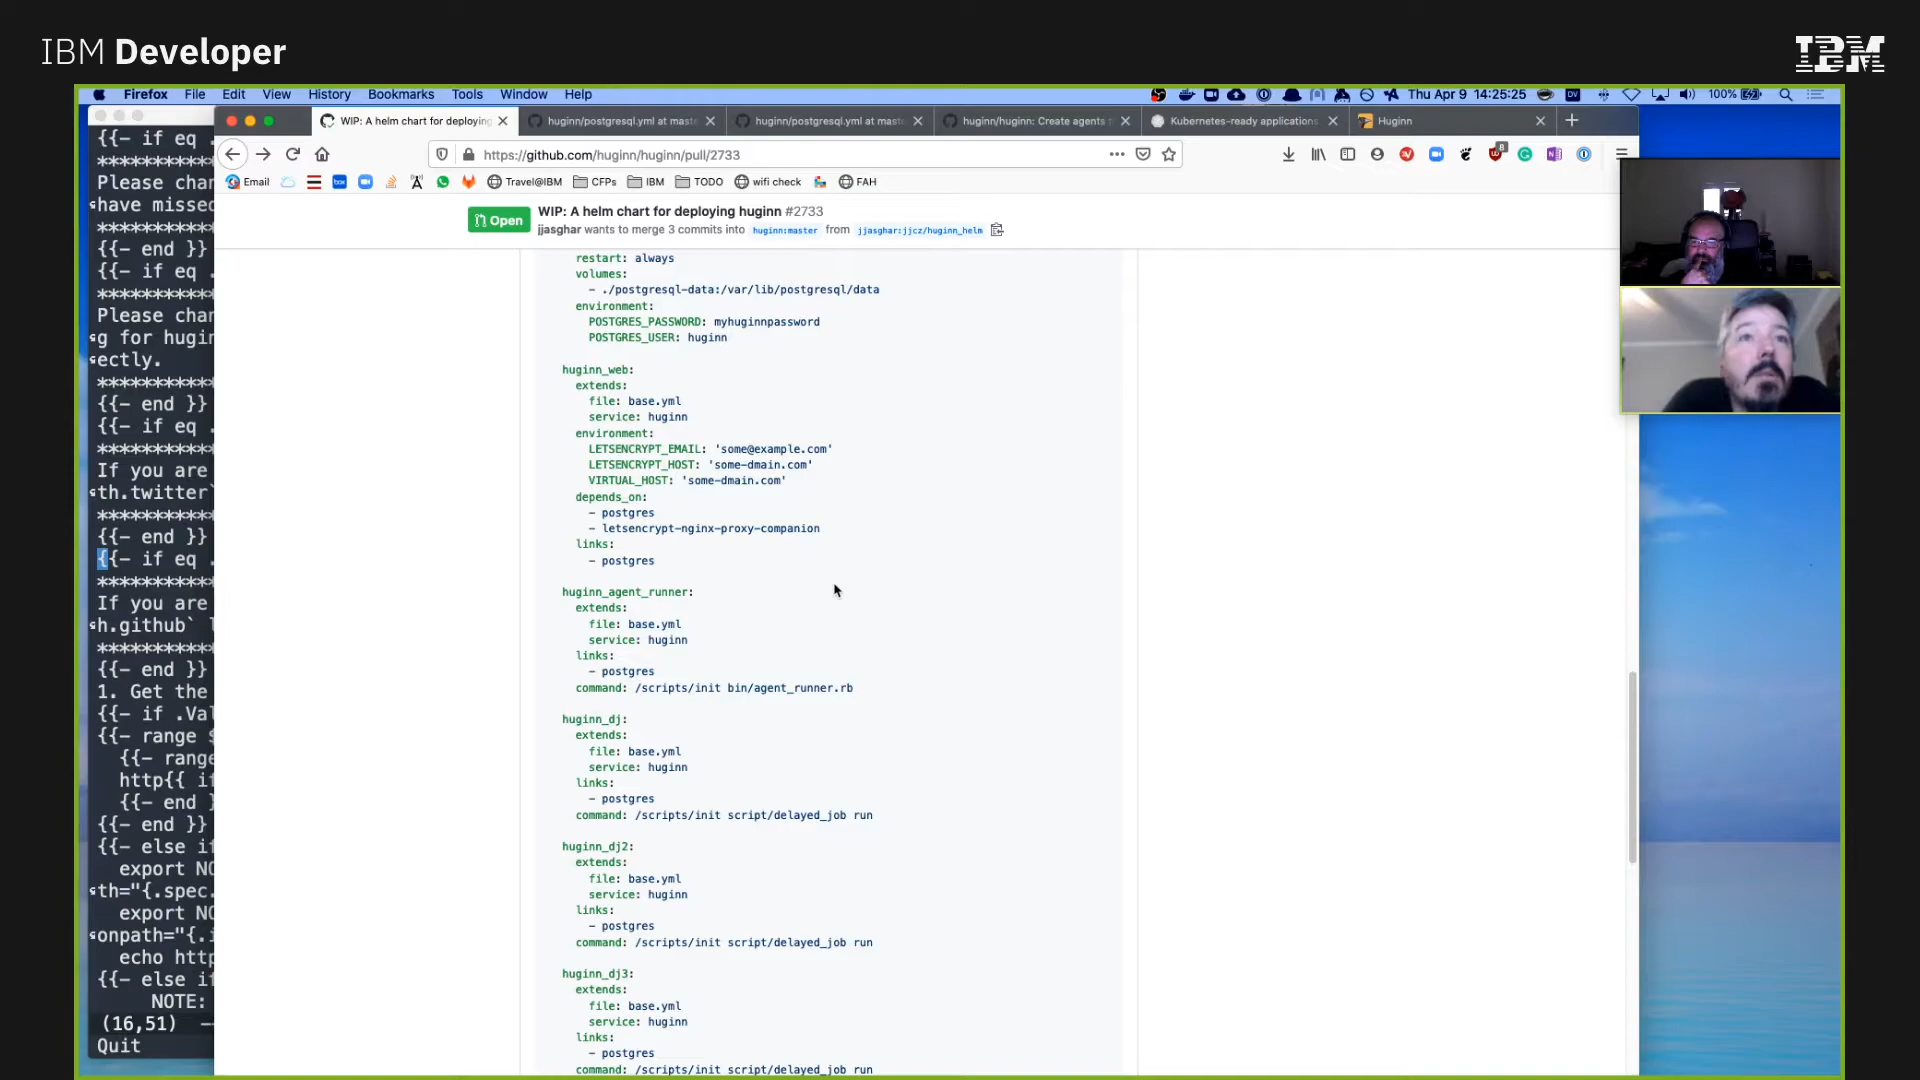 IBM Developer
IBM
Firefox File Edit View History Bookmarks Tools Window Help
Thu Apr 9 14:25:25
100%
WIP: A helm chart for deploying
huginn/postgresql.yml at maste
huginn/postgresql.yml at maste
huginn/huginn: Create agents t
Kubernetes-ready applications
Huginn
https://github.com/huginn/huginn/pull/2733
Email
Travel@IBM
CFPs
IBM
TODO
wifi check
FAH
Open
WIP: A helm chart for deploying huginn #2733
jjasghar wants to merge 3 commits into huginn:master from jjasghar:jjcz/huginn_helm
restart: always
volumes:
- ./postgresql-data:/var/lib/postgresql/data
environment:
POSTGRES_PASSWORD: myhuginnpassword
POSTGRES_USER: huginn
huginn_web:
extends:
file: base.yml
service: huginn
environment:
LETSENCRYPT_EMAIL: 'some@example.com'
LETSENCRYPT_HOST: 'some-dmain.com'
VIRTUAL_HOST: 'some-dmain.com'
depends_on:
- postgres
- letsencrypt-nginx-proxy-companion
links:
- postgres
huginn_agent_runner:
extends:
file: base.yml
service: huginn
links:
- postgres
command: /scripts/init bin/agent_runner.rb
huginn_dj:
extends:
file: base.yml
service: huginn
links:
- postgres
command: /scripts/init script/delayed_job run
huginn_dj2:
extends:
file: base.yml
service: huginn
links:
- postgres
command: /scripts/init script/delayed_job run
huginn_dj3:
extends:
file: base.yml
service: huginn
links:
- postgres
command: /scripts/init script/delayed_job run
{{- if eq .
*************
Please chan
have missed
*************
{{- end }}
{{- if eq .
*************
Please chan
g for hugin
ectly.
*************
{{- end }}
{{- if eq .
*************
If you are
th.twitter`
*************
{{- end }}
{{- if eq .
*************
If you are
h.github` l
*************
{{- end }}
1. Get the
{{- if .Val
{{- range $
{{- range
http{{ if
{{- end }
{{- end }}
{{- else if
export NO
th="{.spec.
export NO
onpath="{.i
echo http
{{- else if
NOTE:
(16,51) --
Quit